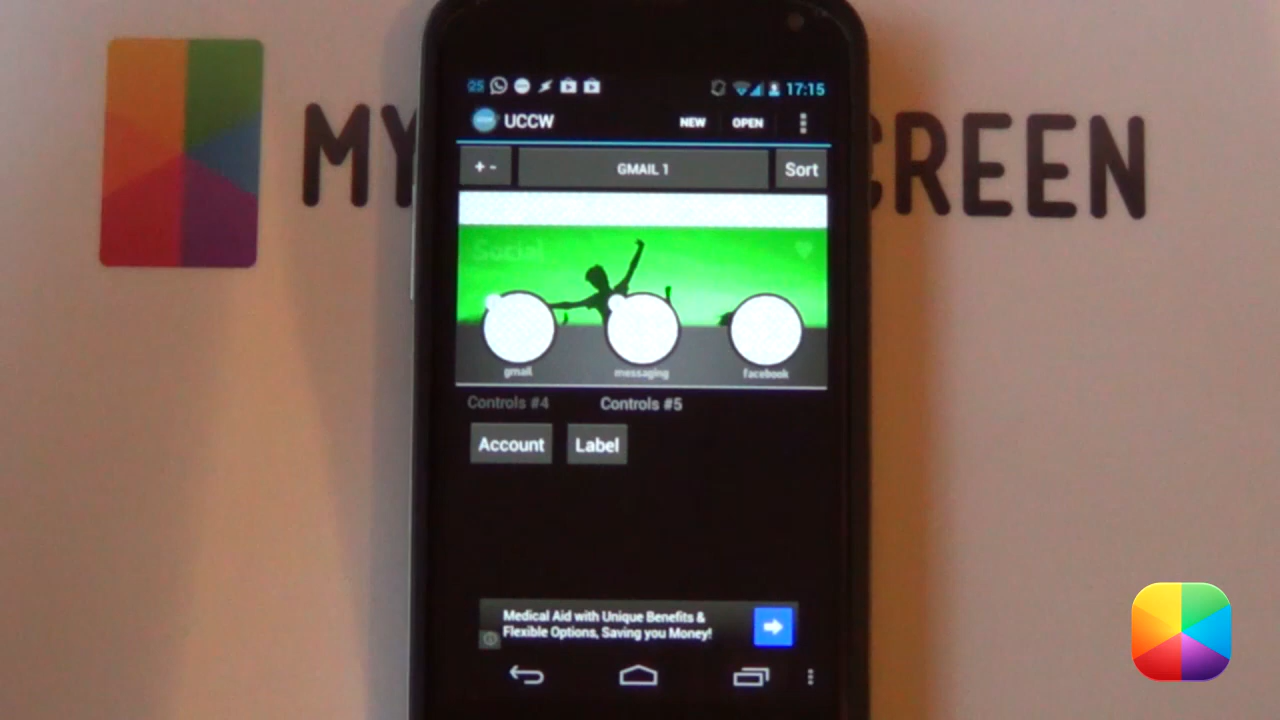 MY
CREEN
25
17:15
UCCW
NEW
OPEN
+ -
GMAIL 1
Sort
Social
gmail
messaging
facebook
Controls #4
Controls #5
Account
Label
Medical Aid with Unique Benefits &
Flexible Options, Saving you Money!